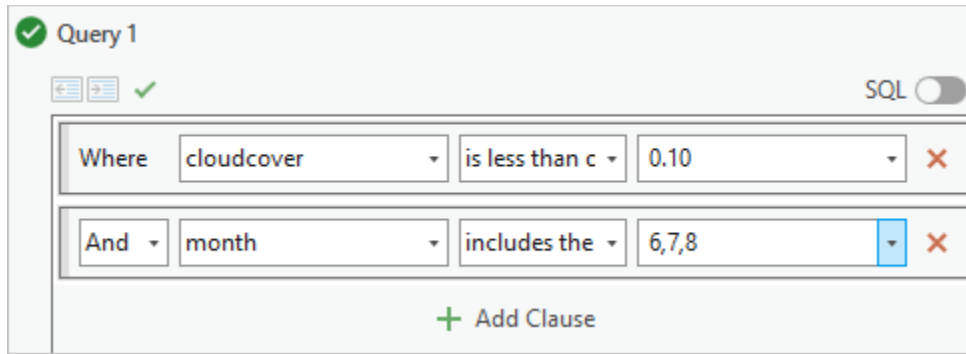 Query 1
SQL
Where cloudcover is less than c 0.10
And month includes the 6,7,8
Add Clause